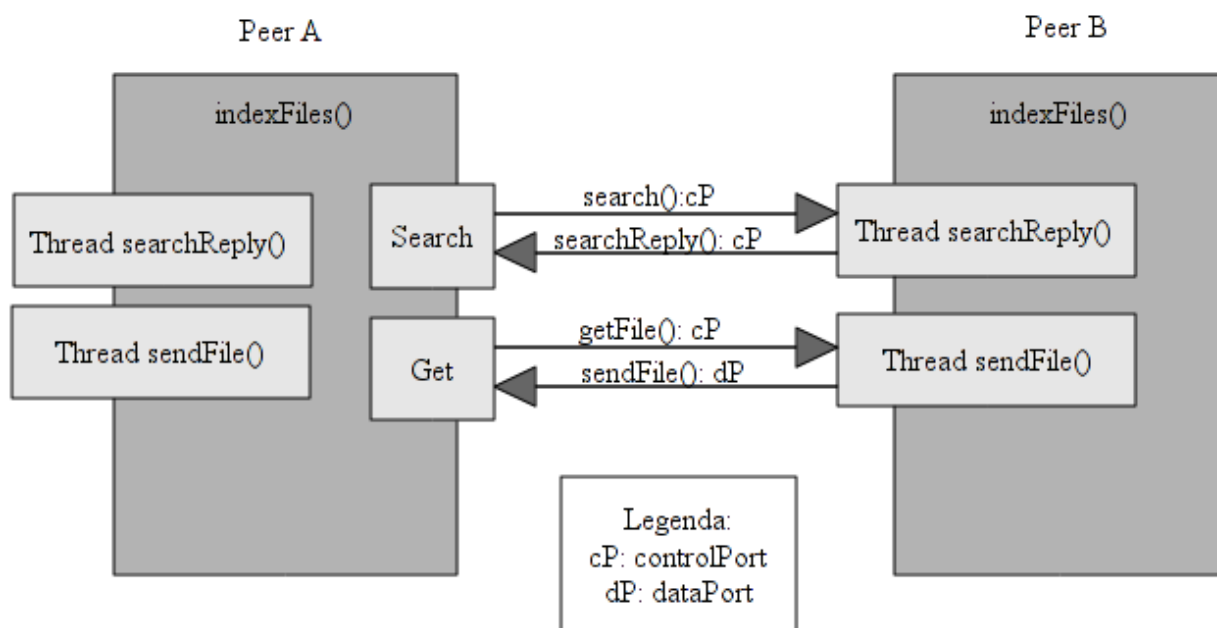 Peer A
Peer B
indexFiles()
indexFiles()
Thread searchReply()
Thread sendFile()
Search
Get
search():cP
searchReply(): cP
getFile(): cP
sendFile(): dP
Thread searchReply()
Thread sendFile()
Legenda:
cP: controlPort
dP: dataPort